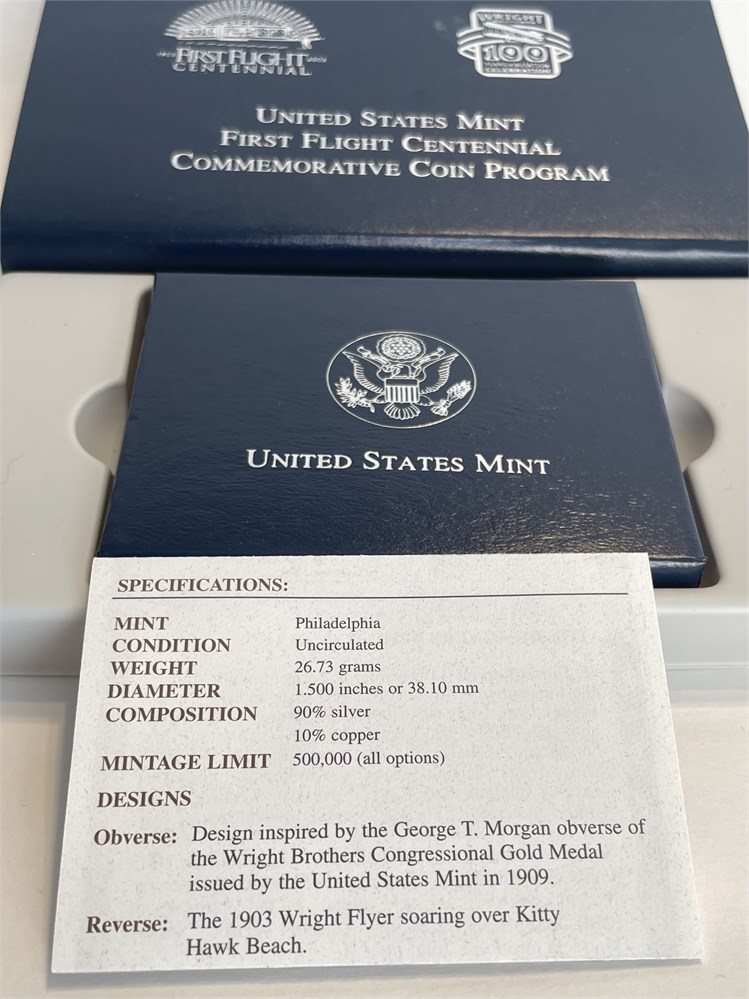 FIRST FLIGHT
CENTENNIAL
WRIGHT
100
UNITED STATES MINT
FIRST FLIGHT CENTENNIAL
COMMEMORATIVE COIN PROGRAM
UNITED STATES MINT
SPECIFICATIONS:
MINT Philadelphia
CONDITION Uncirculated
WEIGHT 26.73 grams
DIAMETER 1.500 inches or 38.10 mm
COMPOSITION 90% silver
10% copper
MINTAGE LIMIT 500,000 (all options)
DESIGNS
Obverse: Design inspired by the George T. Morgan obverse of
the Wright Brothers Congressional Gold Medal
issued by the United States Mint in 1909.
Reverse: The 1903 Wright Flyer soaring over Kitty
Hawk Beach.